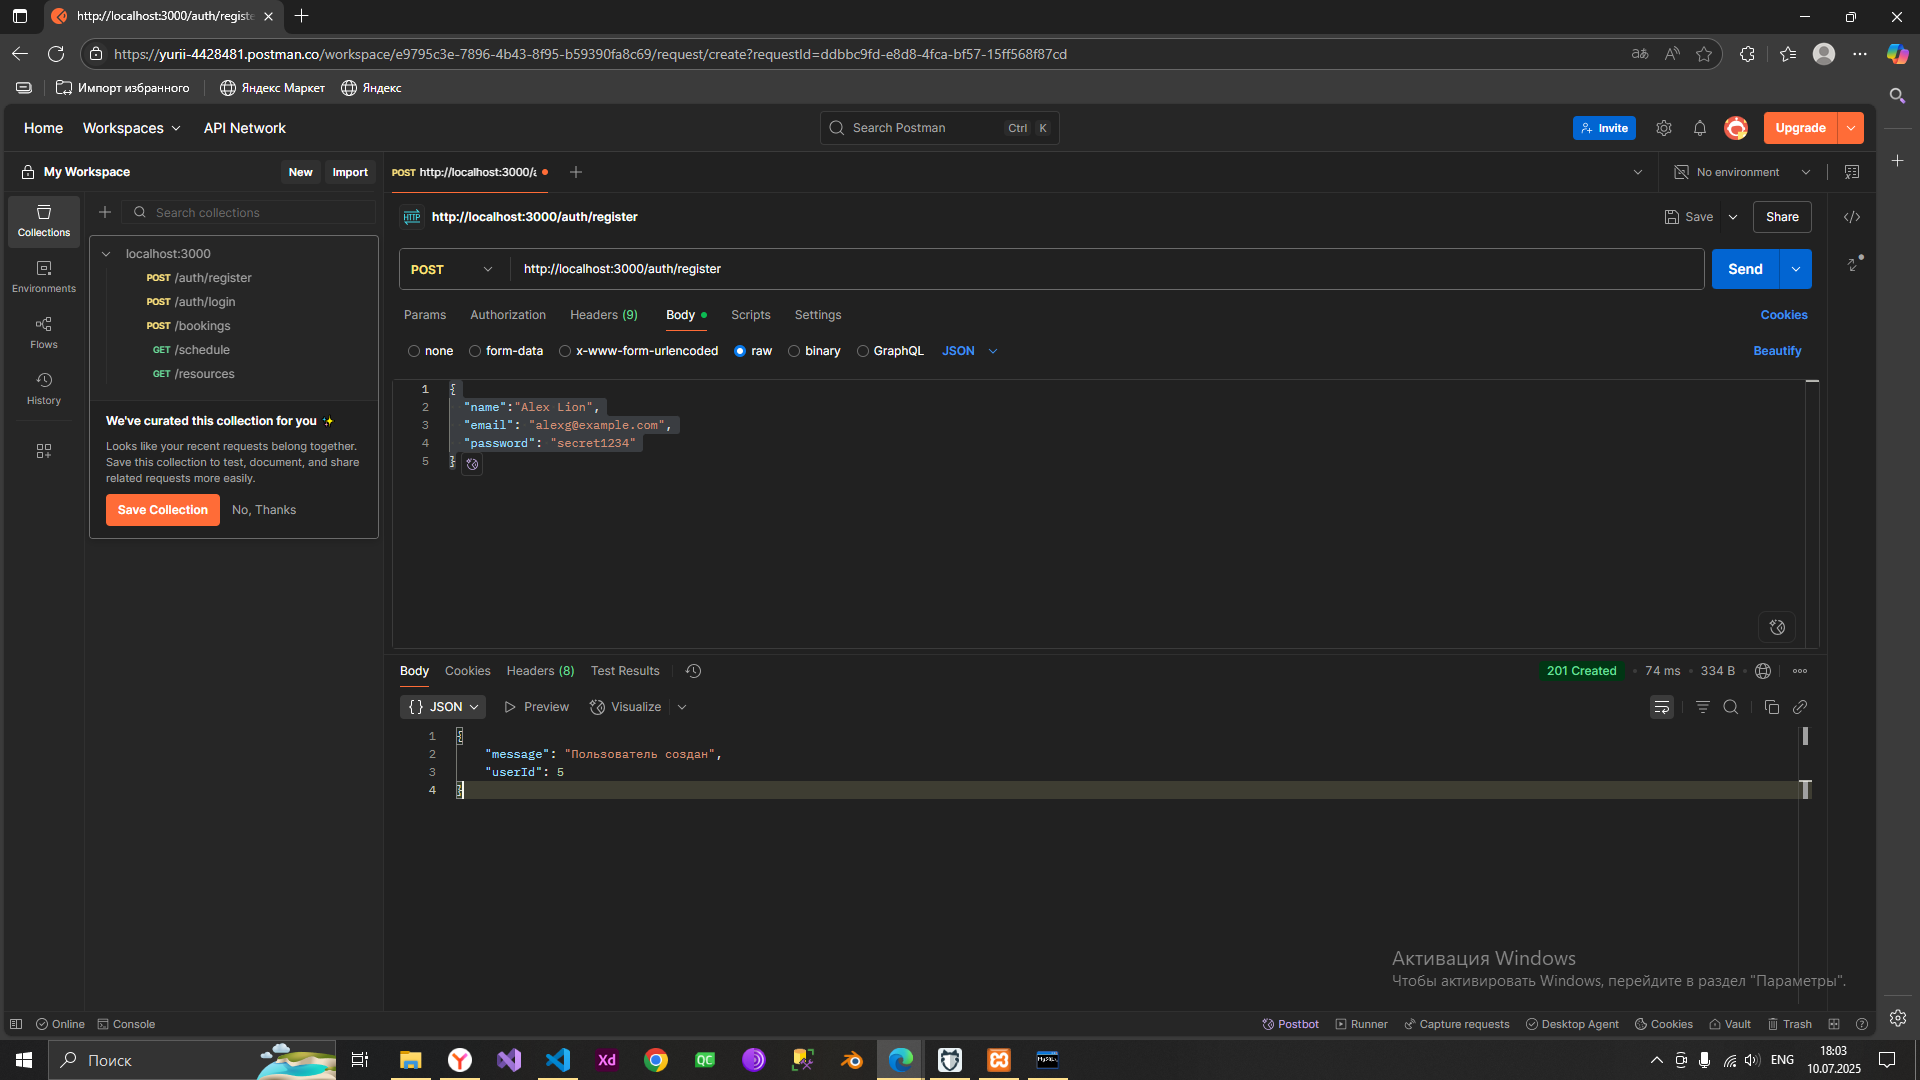 http://localhost:3000/auth/registe
https://yurii-4428481.postman.co/workspace/e9795c3e-7896-4b43-8f95-b59390fa8c69/request/create?requestId=ddbbc9fd-e8d8-4fca-bf57-15ff568f87cd
Импорт избранного
Яндекс Маркет
Яндекс
Home
Workspaces
API Network
Search Postman
Ctrl K
Invite
Upgrade
My Workspace
New
Import
POST http://localhost:3000/a
No environment
Collections
Environments
Flows
History
Search collections
localhost:3000
POST /auth/register
POST /auth/login
POST /bookings
GET /schedule
GET /resources
We've curated this collection for you
Looks like your recent requests belong together.
Save this collection to test, document, and share
related requests more easily.
Save Collection
No, Thanks
HTTP http://localhost:3000/auth/register
Save
Share
POST
http://localhost:3000/auth/register
Send
Params
Authorization
Headers (9)
Body
Scripts
Settings
Cookies
none
form-data
x-www-form-urlencoded
raw
binary
GraphQL
JSON
Beautify
1 {
2 "name":"Alex Lion",
3 "email": "alexg@example.com",
4 "password": "secret1234"
5 }
Body
Cookies
Headers (8)
Test Results
201 Created
74 ms
334 B
{} JSON
Preview
Visualize
1 {
2 "message": "Пользователь создан",
3 "userId": 5
4 }
Активация Windows
Чтобы активировать Windows, перейдите в раздел "Параметры".
Online
Console
Postbot
Runner
Capture requests
Desktop Agent
Cookies
Vault
Trash
Поиск
Xd
QC
MySQL
ENG
18:03
10.07.2025